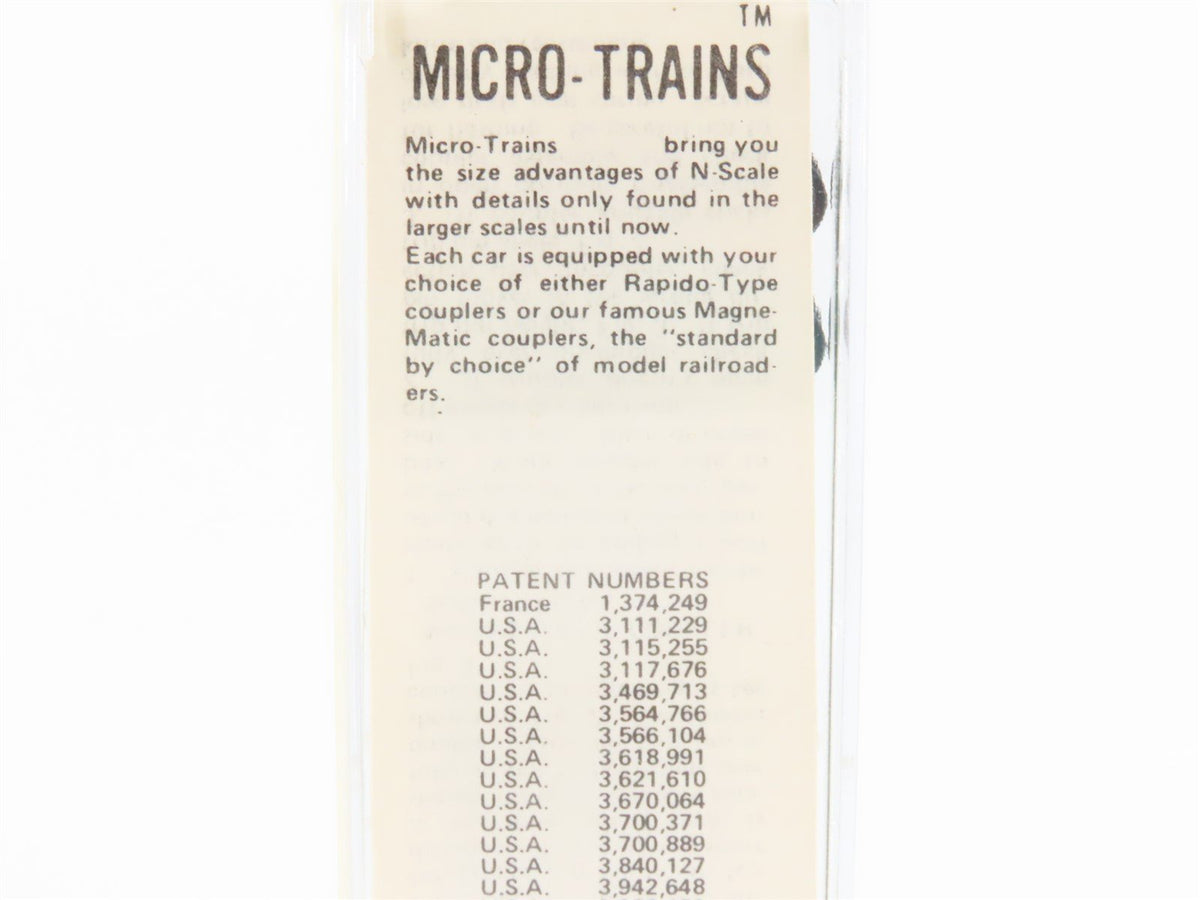 TM
MICRO-TRAINS
Micro-Trains bring you
the size advantages of N-Scale
with details only found in the
larger scales until now.
Each car is equipped with your
choice of either Rapido-Type
couplers or our famous Magne-
Matic couplers, the "standard
by choice" of model railroad-
ers.
PATENT NUMBERS
France 1,374,249
U.S.A. 3,111,229
U.S.A. 3,115,255
U.S.A. 3,117,676
U.S.A. 3,469,713
U.S.A. 3,564,766
U.S.A. 3,566,104
U.S.A. 3,618,991
U.S.A. 3,621,610
U.S.A. 3,670,064
U.S.A. 3,700,371
U.S.A. 3,700,889
U.S.A. 3,840,127
U.S.A. 3,942,648